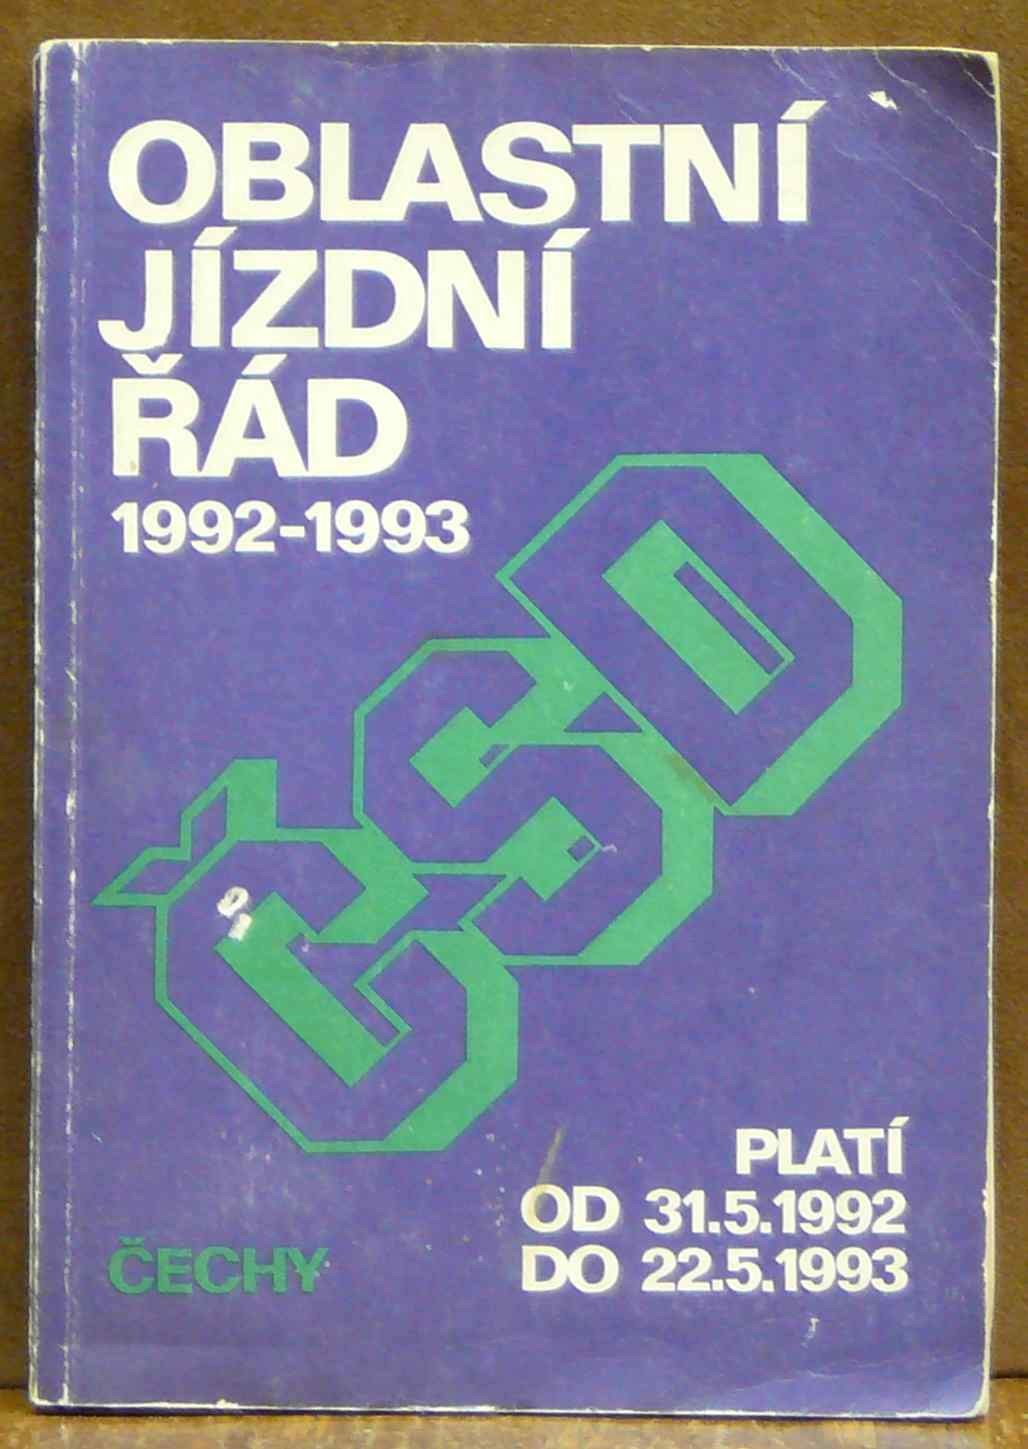 OBLASTNÍ
JÍZDNÍ
ŘÁD
1992-1993
ČSD
PLATÍ
OD 31.5.1992
DO 22.5.1993
ČECHY